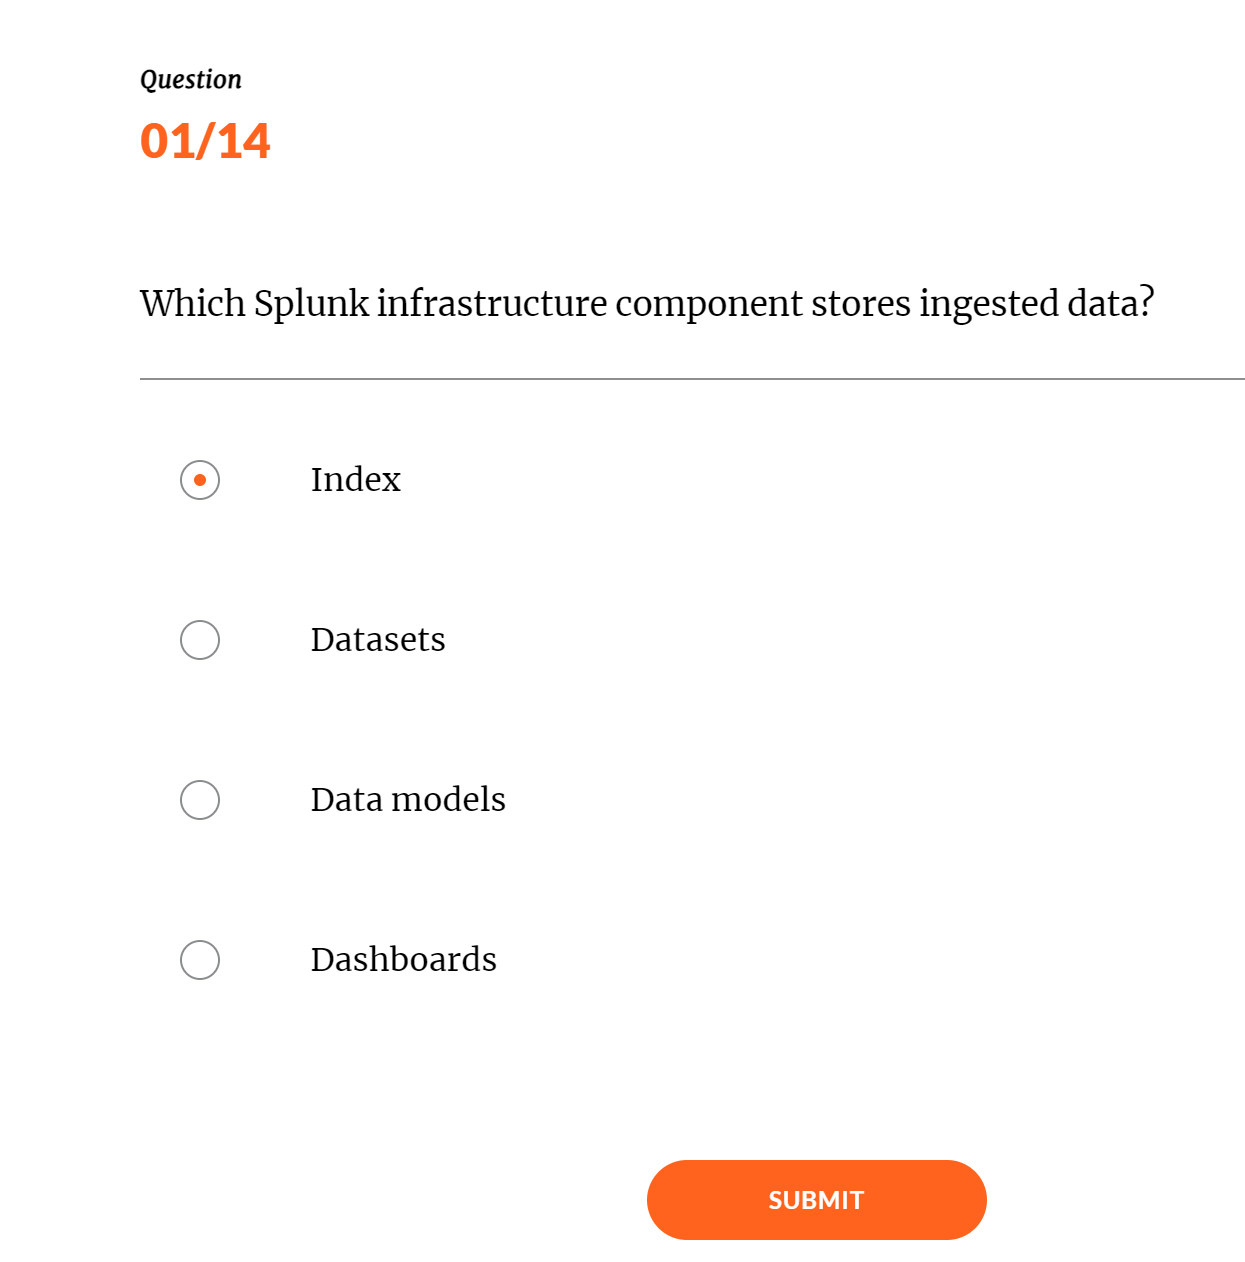 Question
01/14
Which Splunk infrastructure component stores ingested data?
Index
Datasets
Data models
Dashboards
SUBMIT